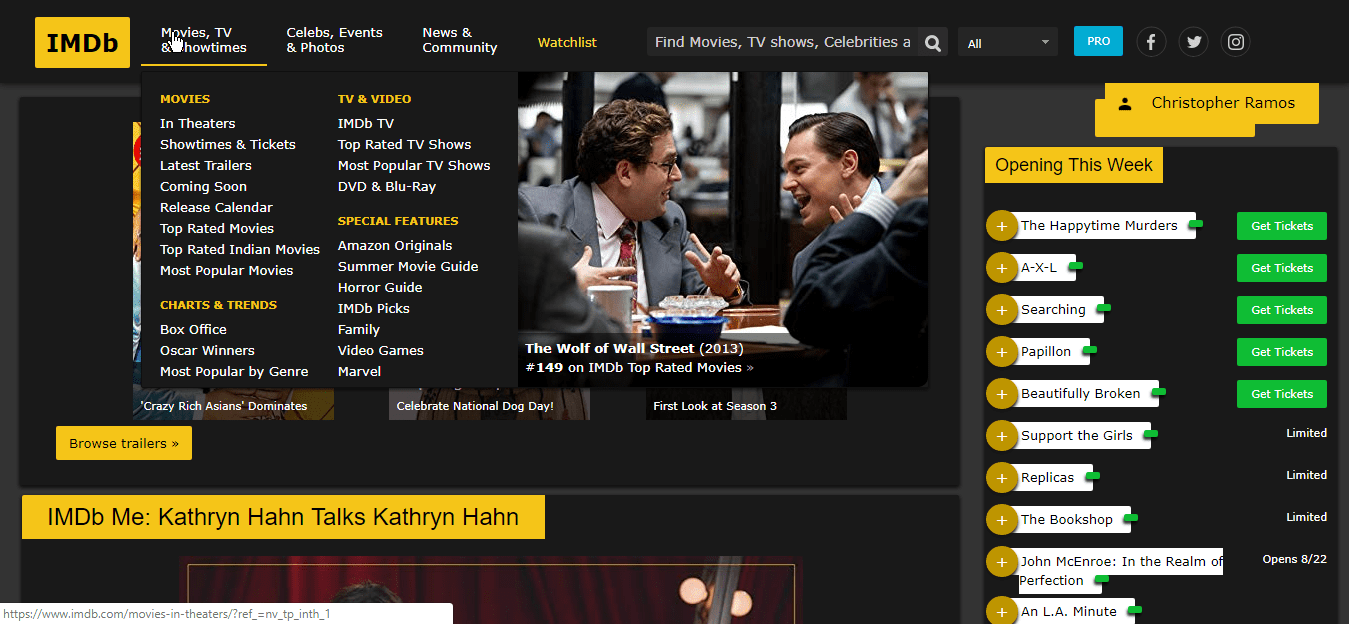 IMDb
Movies, TV
& Showtimes
Celebs, Events
& Photos
News &
Community
Watchlist
Find Movies, TV shows, Celebrities a
All
PRO
Christopher Ramos
MOVIES
In Theaters
Showtimes & Tickets
Latest Trailers
Coming Soon
Release Calendar
Top Rated Movies
Top Rated Indian Movies
Most Popular Movies
CHARTS & TRENDS
Box Office
Oscar Winners
Most Popular by Genre
TV & VIDEO
IMDb TV
Top Rated TV Shows
Most Popular TV Shows
DVD & Blu-Ray
SPECIAL FEATURES
Amazon Originals
Summer Movie Guide
Horror Guide
IMDb Picks
Family
Video Games
Marvel
The Wolf of Wall Street (2013)
#149 on IMDb Top Rated Movies »
'Crazy Rich Asians' Dominates
Celebrate National Dog Day!
First Look at Season 3
Browse trailers »
IMDb Me: Kathryn Hahn Talks Kathryn Hahn
Opening This Week
The Happytime Murders Get Tickets
A-X-L Get Tickets
Searching Get Tickets
Papillon Get Tickets
Beautifully Broken Get Tickets
Support the Girls Limited
Replicas Limited
The Bookshop Limited
John McEnroe: In the Realm of Opens 8/22
Perfection
An L.A. Minute
https://www.imdb.com/movies-in-theaters/?ref_=nv_tp_inth_1